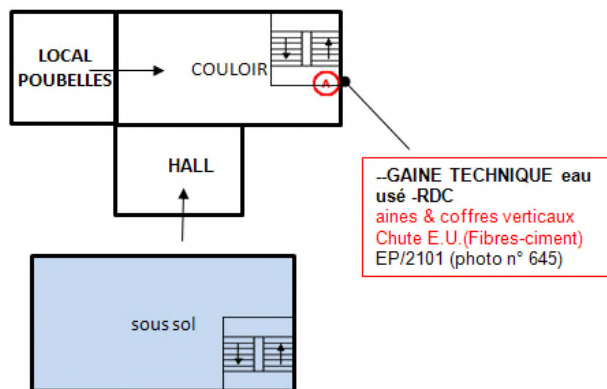 LOCAL
POUBELLES
COULOIR
A
HALL
--GAINE TECHNIQUE eau
usé -RDC
aines & coffres verticaux
Chute E.U.(Fibres-ciment)
EP/2101 (photo n° 645)
sous sol